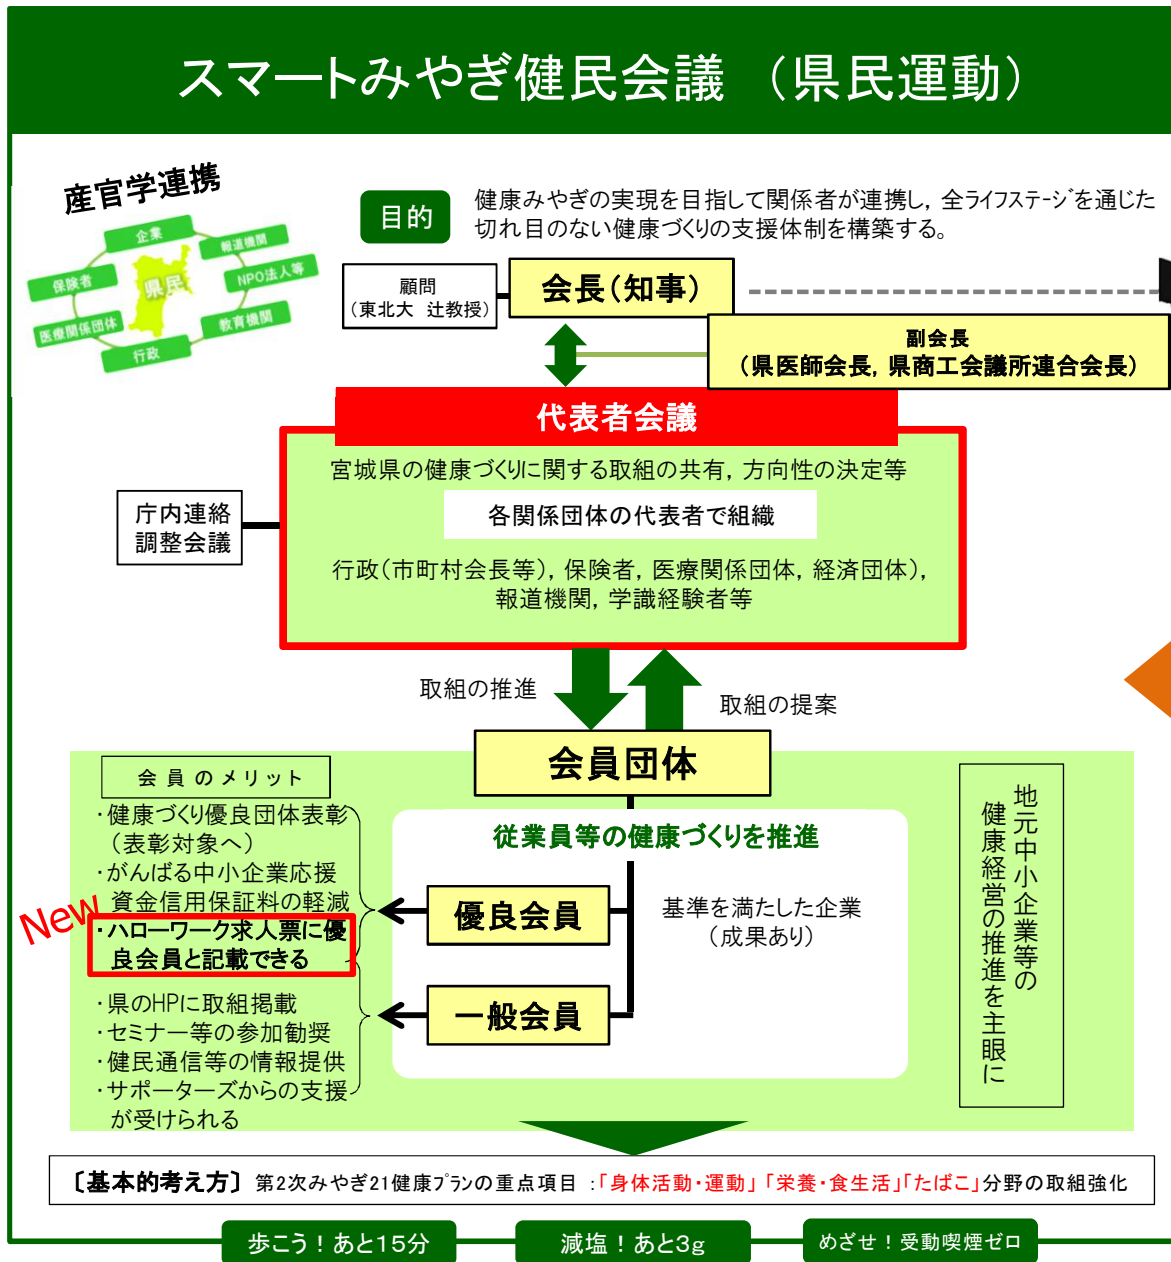 スマートみやぎ健民会議　（県民運動）
産官学連携
企業
報道機関
保険者
県民
NPO法人等
医療関係団体
教育機関
行政
目的
健康みやぎの実現を目指して関係者が連携し，全ライフステージを通じた
切れ目のない健康づくりの支援体制を構築する。
顧問
（東北大　辻教授）
会長（知事）
副会長
（県医師会長，県商工会議所連合会長）
代表者会議
宮城県の健康づくりに関する取組の共有，方向性の決定等
各関係団体の代表者で組織
行政（市町村会長等），保険者，医療関係団体，経済団体），
報道機関，学識経験者等
庁内連絡
調整会議
取組の推進
取組の提案
会員団体
会員のメリット
・健康づくり優良団体表彰
（表彰対象へ）
・がんばる中小企業応援
資金信用保証料の軽減
New
・ハローワーク求人票に優
良会員と記載できる
・県のHPに取組掲載
・セミナー等の参加勧奨
・健民通信等の情報提供
・サポーターズからの支援
が受けられる
従業員等の健康づくりを推進
優良会員
基準を満たした企業
（成果あり）
一般会員
地元中小企業等の
健康経営の推進を主眼に
〔基本的考え方〕 第2次みやぎ21健康プランの重点項目 ：「身体活動・運動」「栄養・食生活」「たばこ」分野の取組強化
歩こう！あと１５分
減塩！あと３ｇ
めざせ！受動喫煙ゼロ